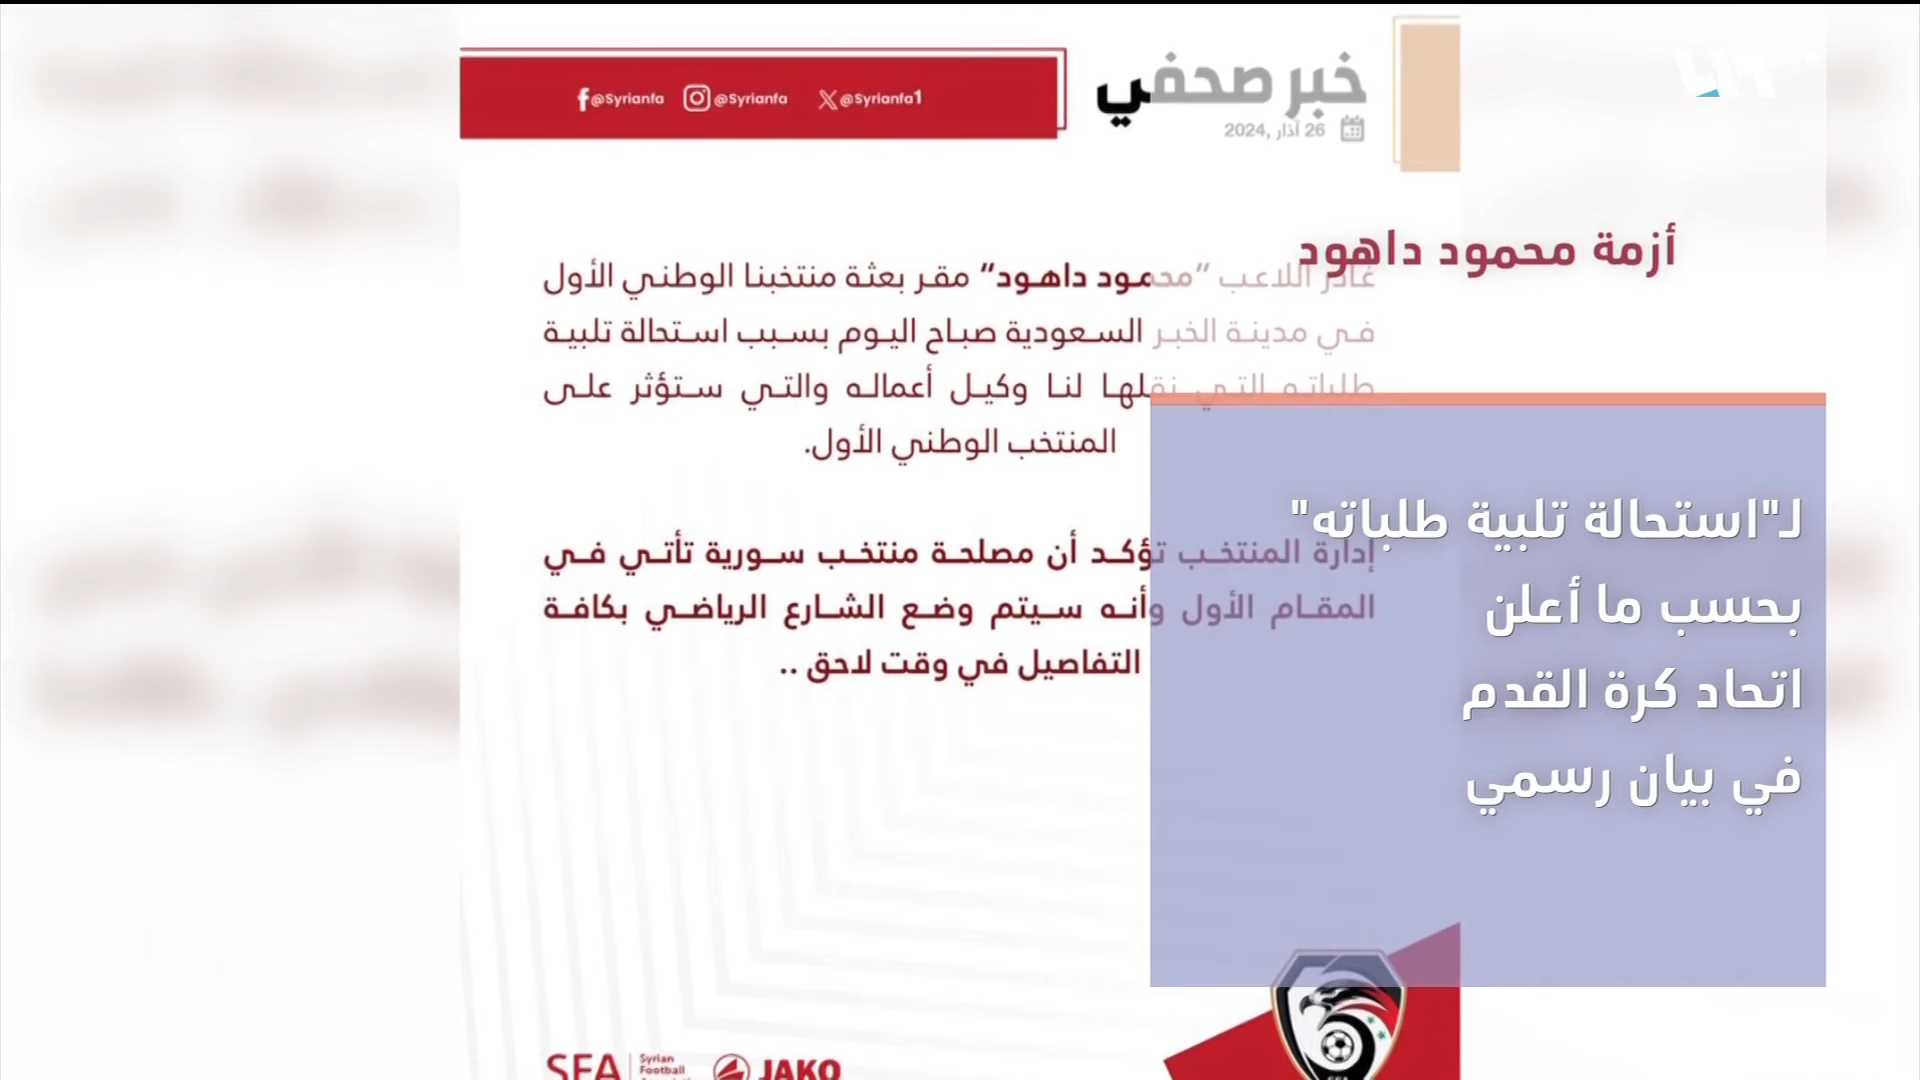 @Syrianfa @Syrianfa @Syrianfa1
خبر صحفي
26 آذار ,2024
أزمة محمود داهود
غادر اللاعب “محمود داهود” مقر بعثة منتخبنا الوطني الأول
في مدينة الخبر السعودية صباح اليوم بسبب استحالة تلبية
طلباته التي نقلها لنا وكيل أعماله والتي ستؤثر على
المنتخب الوطني الأول.
إدارة المنتخب تؤكد أن مصلحة منتخب سورية تأتي في
المقام الأول وأنه سيتم وضع الشارع الرياضي بكافة
التفاصيل في وقت لاحق ..
لـ"استحالة تلبية طلباته"
بحسب ما أعلن
اتحاد كرة القدم
في بيان رسمي
SFA
Syrian
Football
JAKO